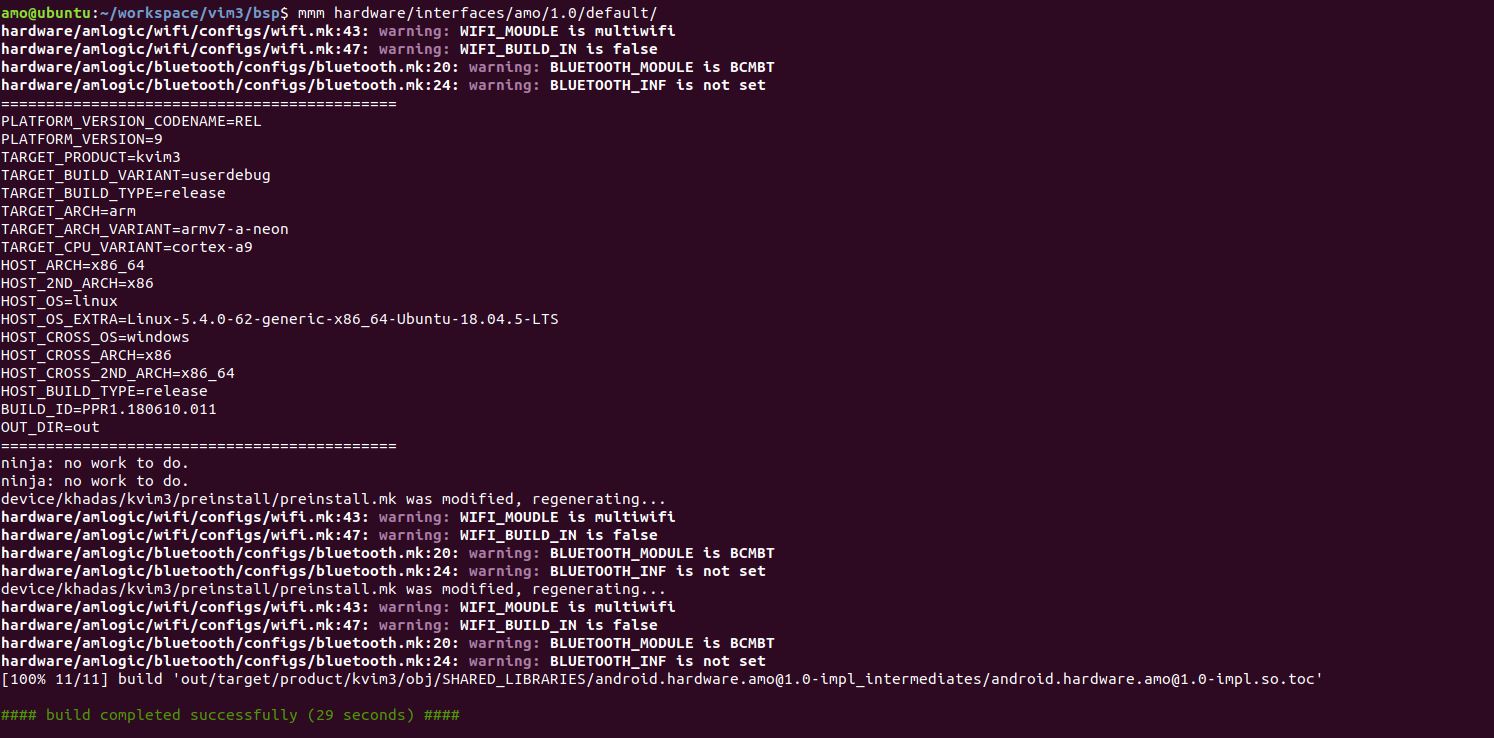 amo@ubuntu:~/workspace/vim3/bsp$ mmm hardware/interfaces/amo/1.0/default/
hardware/amlogic/wifi/configs/wifi.mk:43: warning: WIFI_MOUDLE is multiwifi
hardware/amlogic/wifi/configs/wifi.mk:47: warning: WIFI_BUILD_IN is false
hardware/amlogic/bluetooth/configs/bluetooth.mk:20: warning: BLUETOOTH_MODULE is BCMBT
hardware/amlogic/bluetooth/configs/bluetooth.mk:24: warning: BLUETOOTH_INF is not set
============================================
PLATFORM_VERSION_CODENAME=REL
PLATFORM_VERSION=9
TARGET_PRODUCT=kvim3
TARGET_BUILD_VARIANT=userdebug
TARGET_BUILD_TYPE=release
TARGET_ARCH=arm
TARGET_ARCH_VARIANT=armv7-a-neon
TARGET_CPU_VARIANT=cortex-a9
HOST_ARCH=x86_64
HOST_2ND_ARCH=x86
HOST_OS=linux
HOST_OS_EXTRA=Linux-5.4.0-62-generic-x86_64-Ubuntu-18.04.5-LTS
HOST_CROSS_OS=windows
HOST_CROSS_ARCH=x86
HOST_CROSS_2ND_ARCH=x86_64
HOST_BUILD_TYPE=release
BUILD_ID=PPR1.180610.011
OUT_DIR=out
============================================
ninja: no work to do.
ninja: no work to do.
device/khadas/kvim3/preinstall/preinstall.mk was modified, regenerating...
hardware/amlogic/wifi/configs/wifi.mk:43: warning: WIFI_MOUDLE is multiwifi
hardware/amlogic/wifi/configs/wifi.mk:47: warning: WIFI_BUILD_IN is false
hardware/amlogic/bluetooth/configs/bluetooth.mk:20: warning: BLUETOOTH_MODULE is BCMBT
hardware/amlogic/bluetooth/configs/bluetooth.mk:24: warning: BLUETOOTH_INF is not set
device/khadas/kvim3/preinstall/preinstall.mk was modified, regenerating...
hardware/amlogic/wifi/configs/wifi.mk:43: warning: WIFI_MOUDLE is multiwifi
hardware/amlogic/wifi/configs/wifi.mk:47: warning: WIFI_BUILD_IN is false
hardware/amlogic/bluetooth/configs/bluetooth.mk:20: warning: BLUETOOTH_MODULE is BCMBT
hardware/amlogic/bluetooth/configs/bluetooth.mk:24: warning: BLUETOOTH_INF is not set
[100% 11/11] build 'out/target/product/kvim3/obj/SHARED_LIBRARIES/android.hardware.amo@1.0-impl_intermediates/android.hardware.amo@1.0-impl.so.toc'
#### build completed successfully (29 seconds) ####